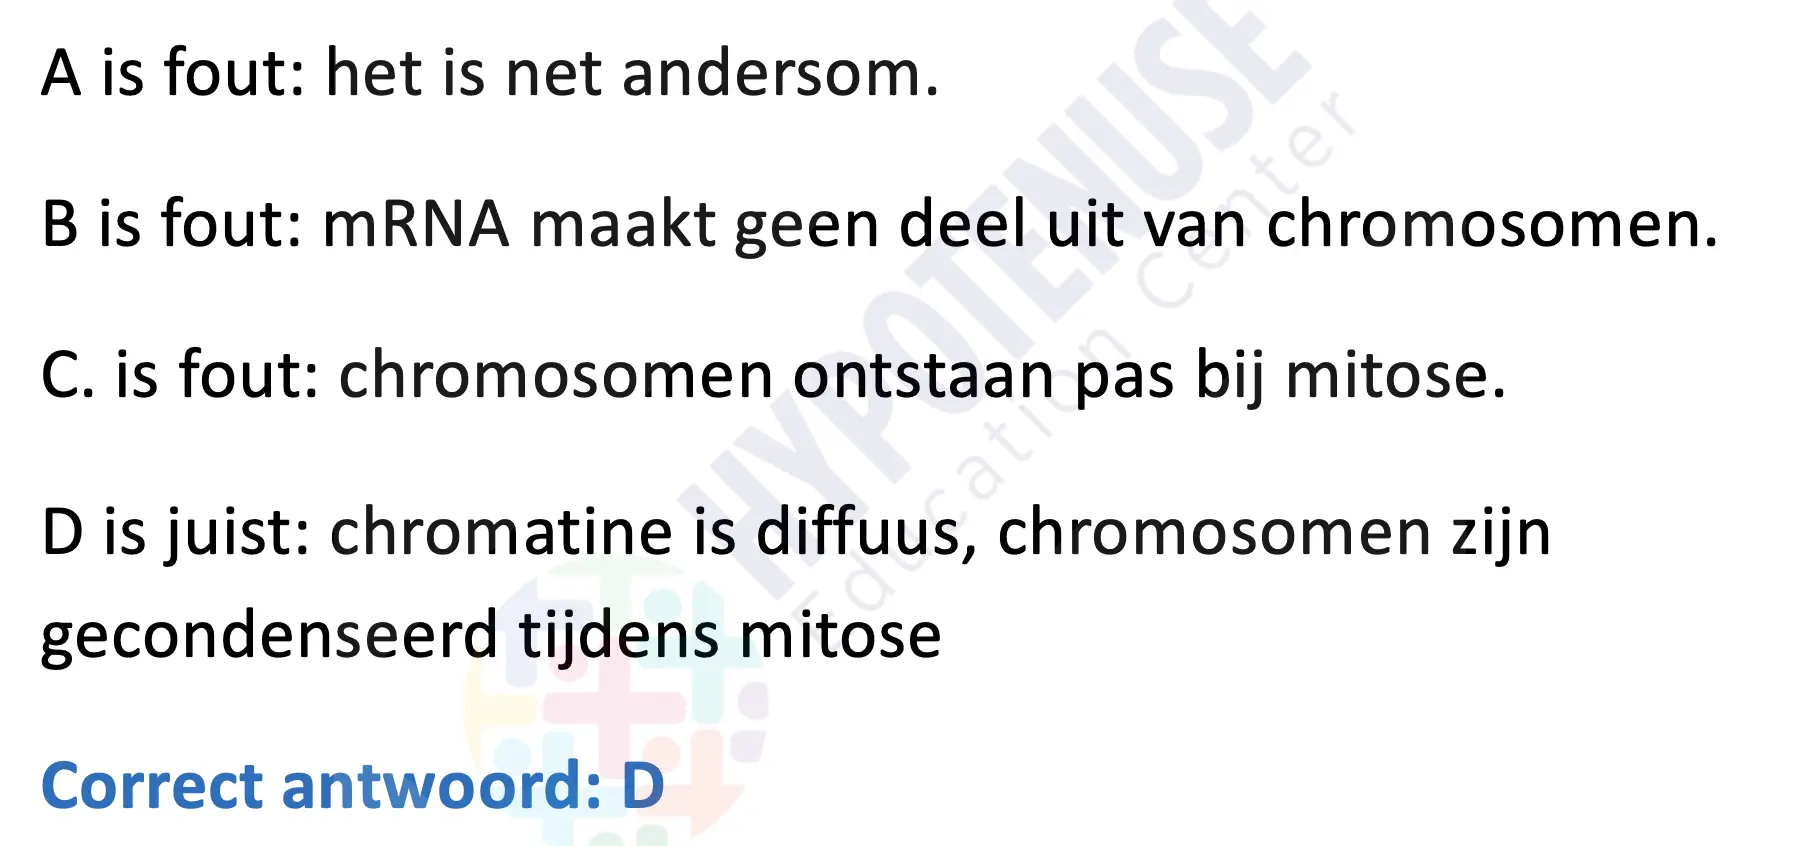 A is fout: het is net andersom.
B is fout: mRNA maakt geen deel uit van chromosomen.
C. is fout: chromosomen ontstaan pas bij mitose.
D is juist: chromatine is diffuus, chromosomen zijn
gecondenseerd tijdens mitose
Correct antwoord: D
HYPOTENUSE
Education Center